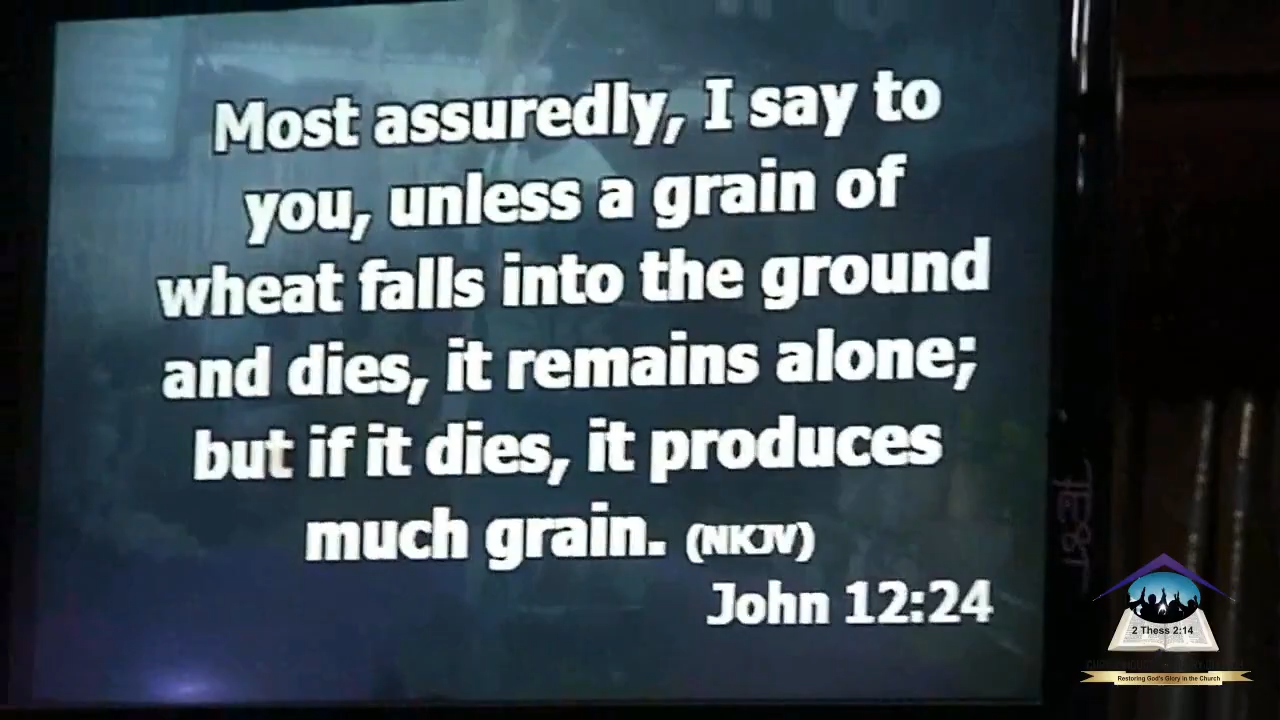 Most assuredly, I say to
you, unless a grain of
wheat falls into the ground
and dies, it remains alone;
but if it dies, it produces
much grain. (NKJV)
John 12:24
2 Thess 2:14
Restoring God's Glory in the Church